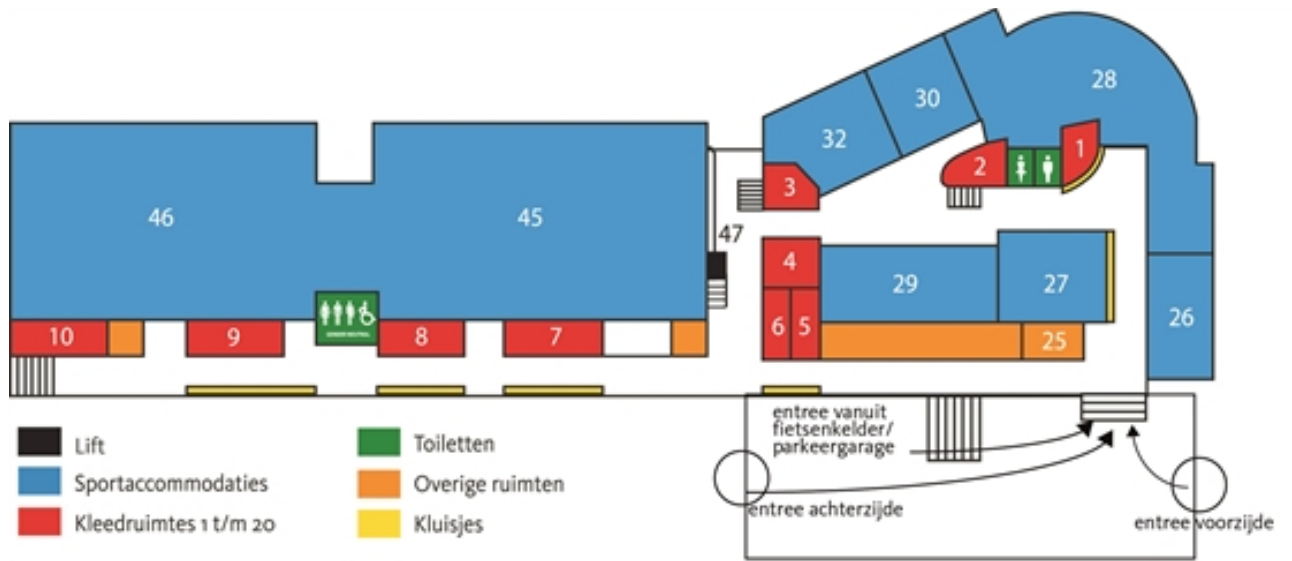 28
30
32
1
2
3
46
45
47
4
29
27
26
6
5
25
10
9
8
7
entree vanuit
fietsenkelder/
parkeergarage
entree achterzijde
entree voorzijde
Lift
Sportaccommodaties
Kleedruimtes 1 t/m 20
Toiletten
Overige ruimten
Kluisjes